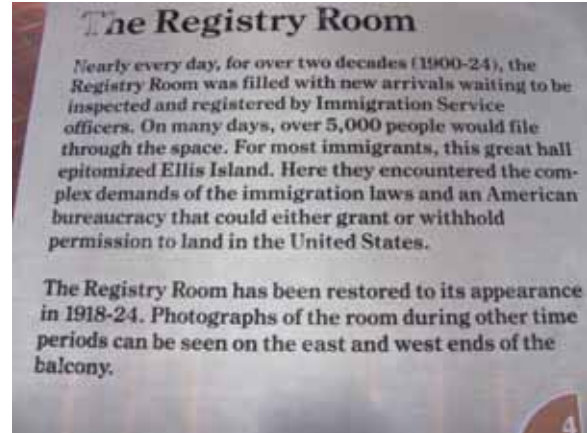 The Registry Room
Nearly every day, for over two decades (1900-24), the
Registry Room was filled with new arrivals waiting to be
inspected and registered by Immigration Service
officers. On many days, over 5,000 people would file
through the space. For most immigrants, this great hall
epitomized Ellis Island. Here they encountered the com-
plex demands of the immigration laws and an American
bureaucracy that could either grant or withhold
permission to land in the United States.
The Registry Room has been restored to its appearance
in 1918-24. Photographs of the room during other time
periods can be seen on the east and west ends of the
balcony.
4